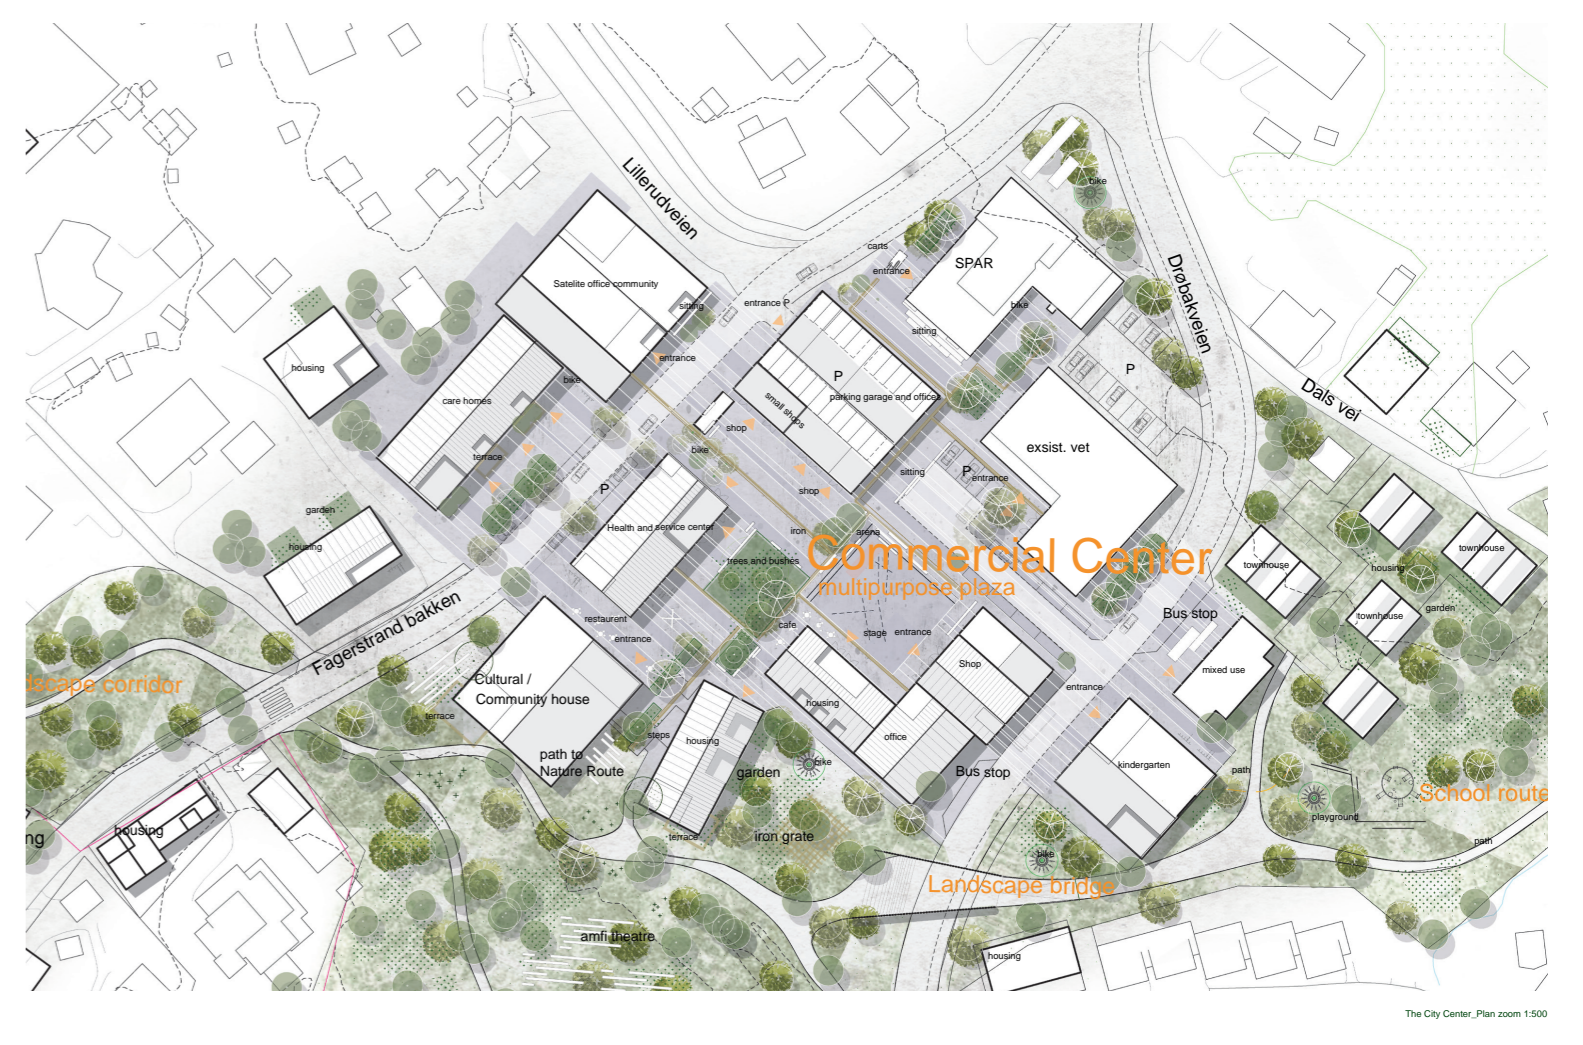 Lillerudveien
bike
carts
entrance
SPAR
Drøbakveien
Satelite office community
sitting
entrance P
bike
sitting
housing
entrance
P
P
bike
care homes
small shops
parking garage and offices
Dals vei
shop
terrace
bike
sitting
P
entrance
exsist. vet
P
shop
garden
Health and service center
iron
arena
housing
Commercial Center
trees and bushes
multipurpose plaza
townhouse
townhouse
housing
Fagerstrand bakken
restaurent
entrance
cafe
stage
entrance
Bus stop
townhouse
garden
dscape corridor
Cultural /
Community house
Shop
mixed use
entrance
terrace
housing
steps
housing
office
path to
Nature Route
garden
bike
Bus stop
kindergarten
path
School route
playground
ng
housing
terrace
iron grate
bike
path
Landscape bridge
amfi theatre
housing
The City Center_Plan zoom 1:500